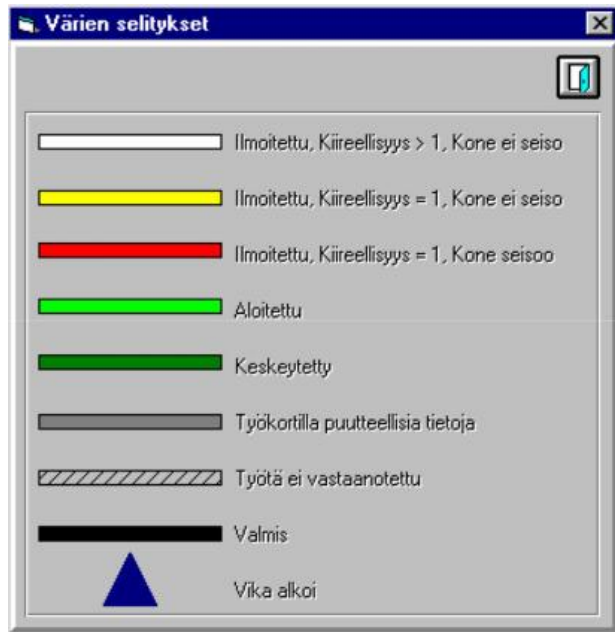 Värien selitykset
Ilmoitettu, Kiireellisyys > 1, Kone ei seiso
Ilmoitettu, Kiireellisyys = 1, Kone ei seiso
Ilmoitettu, Kiireellisyys = 1, Kone seisoo
Aloitettu
Keskeytetty
Työkortilla puutteellisia tietoja
Työtä ei vastaanotettu
Valmis
Vika alkoi